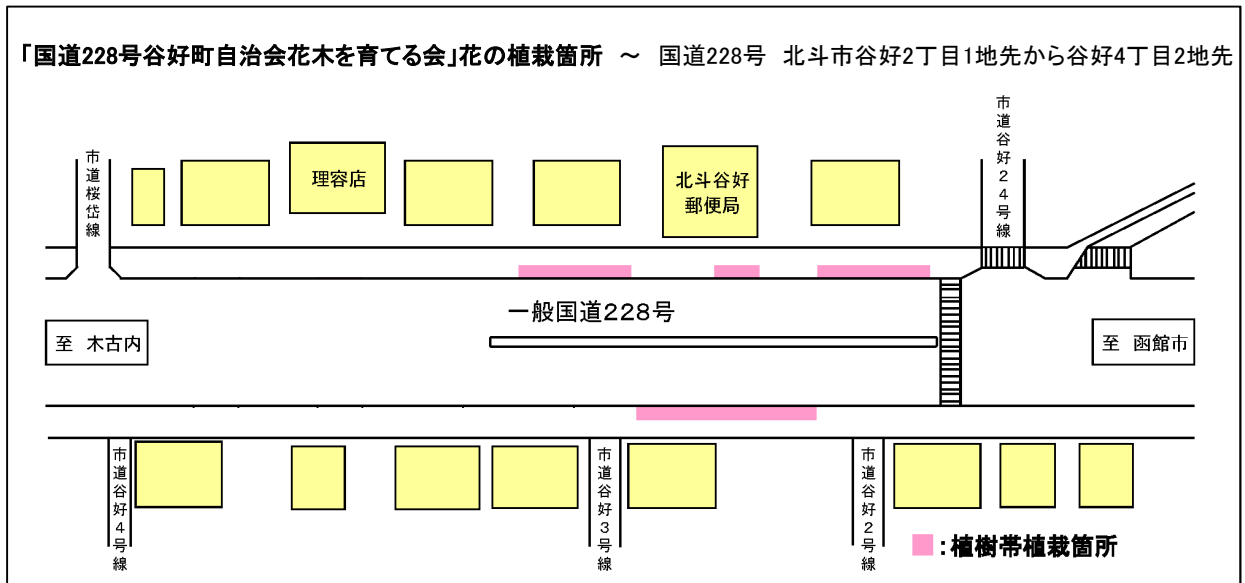 「国道228号谷好町自治会花木を育てる会」花の植栽箇所 ～ 国道228号 北斗市谷好2丁目1地先から谷好4丁目2地先
市道桜岱線
理容店
北斗谷好
郵便局
市道谷好24号線
一般国道228号
至 木古内
至 函館市
市道谷好4号線
市道谷好3号線
市道谷好2号線
：植樹帯植栽箇所